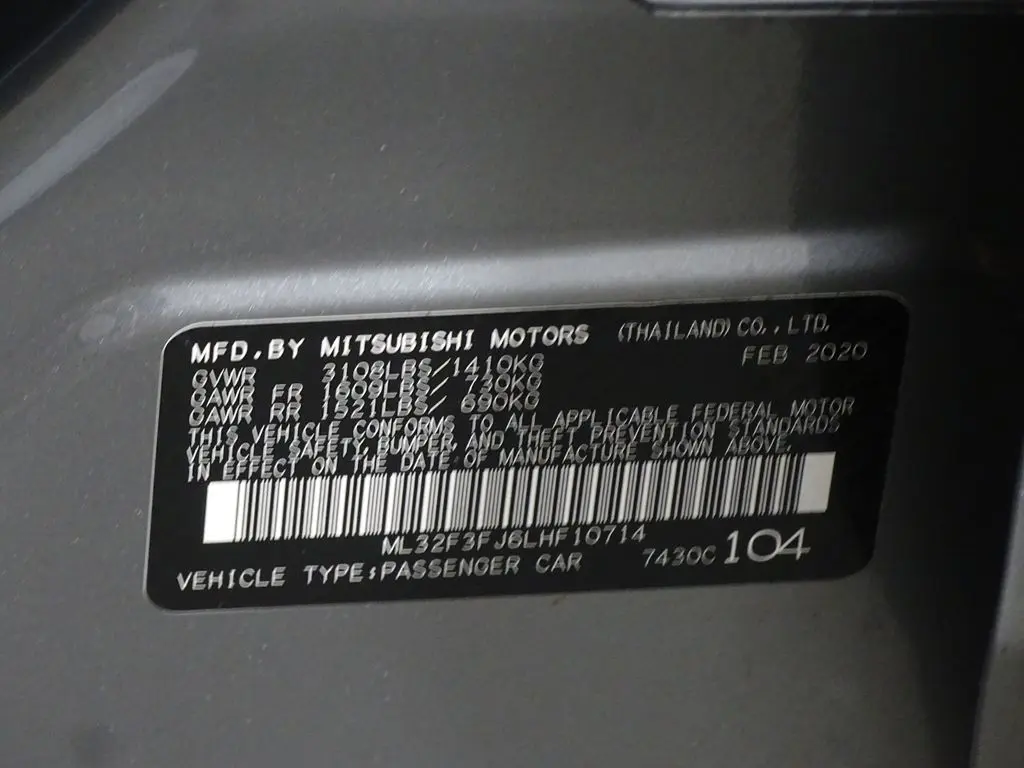 MFD. BY MITSUBISHI MOTORS (THAILAND) CO., LTD.
FEB 2020
GVWR 3108LBS/1410KG
GAWR FR 1609LBS/ 730KG
GAWR RR 1521LBS/ 690KG
THIS VEHICLE CONFORMS TO ALL APPLICABLE FEDERAL MOTOR
VEHICLE SAFETY, BUMPER, AND THEFT PREVENTION STANDARDS
IN EFFECT ON THE DATE OF MANUFACTURE SHOWN ABOVE.
ML32F3FJ6LHF10714
VEHICLE TYPE:PASSENGER CAR 7430C 104